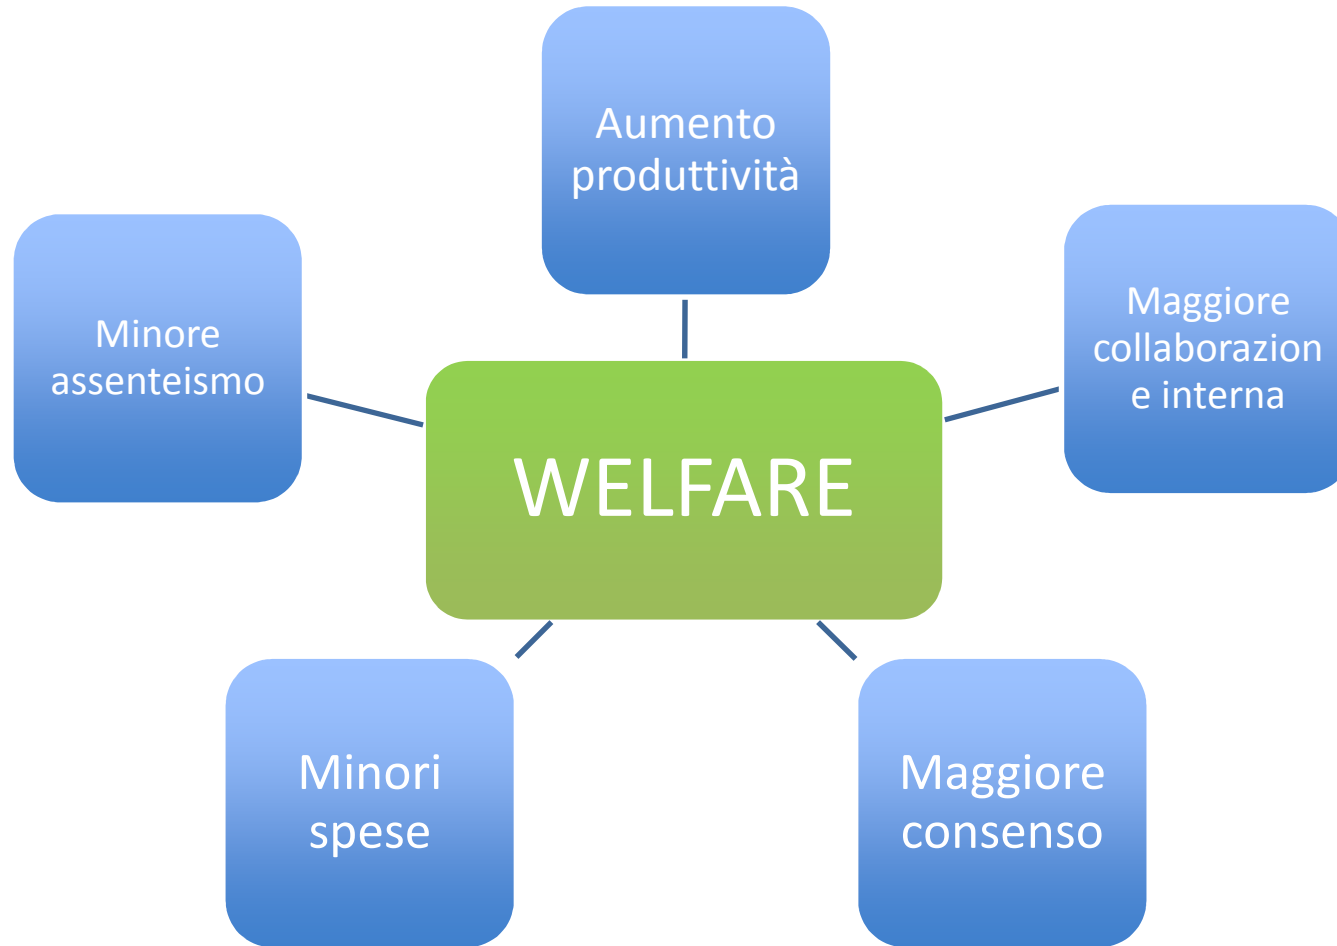 Aumento
produttività
Minore
assenteismo
Maggiore
collaborazion
e interna
WELFARE
Minori
spese
Maggiore
consenso